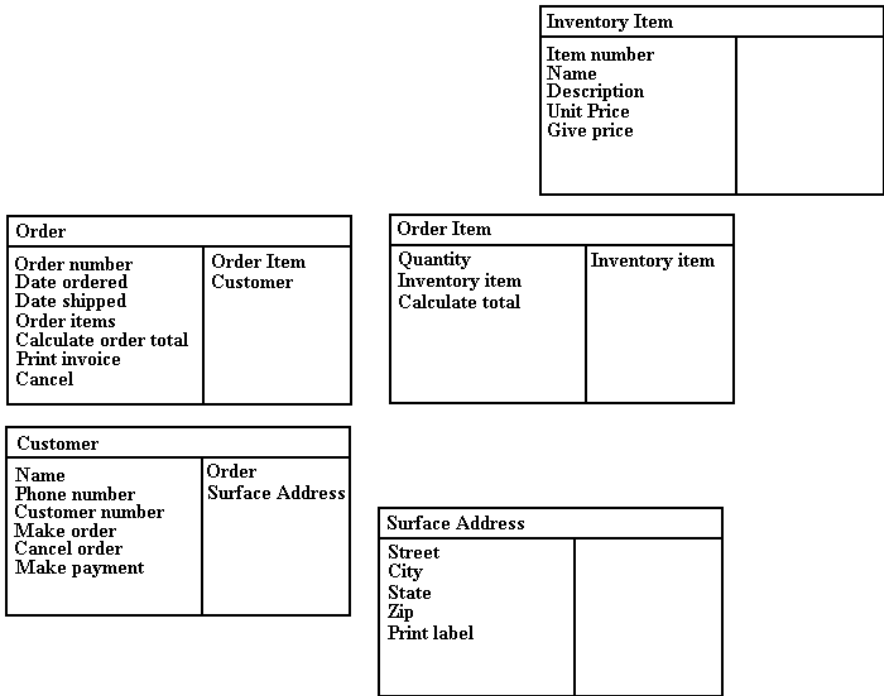 Inventory Item
Item number
Name
Description
Unit Price
Give price
Order
Order number
Date ordered
Date shipped
Order items
Calculate order total
Print invoice
Cancel
Order Item
Customer
Order Item
Quantity
Inventory item
Calculate total
Inventory item
Customer
Name
Phone number
Customer number
Make order
Cancel order
Make payment
Order
Surface Address
Surface Address
Street
City
State
Zip
Print label